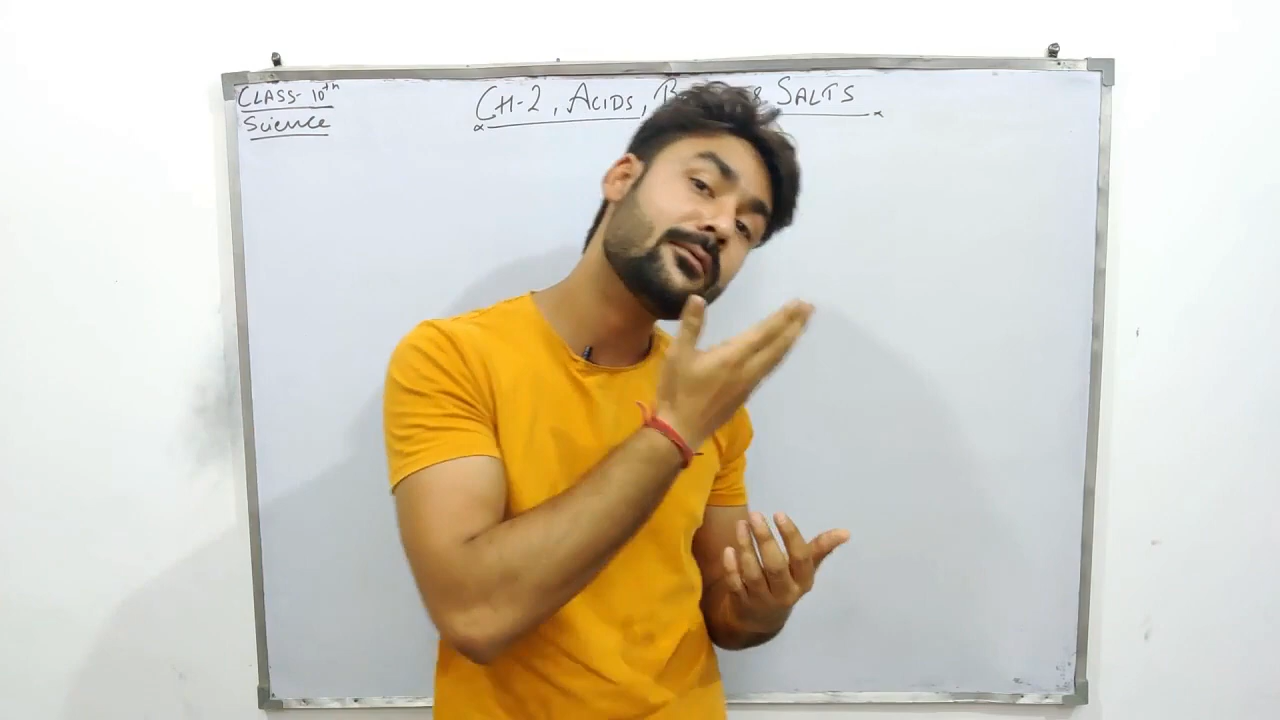 CLASS-10th
Science
CH-2, ACIDS, & SALTS